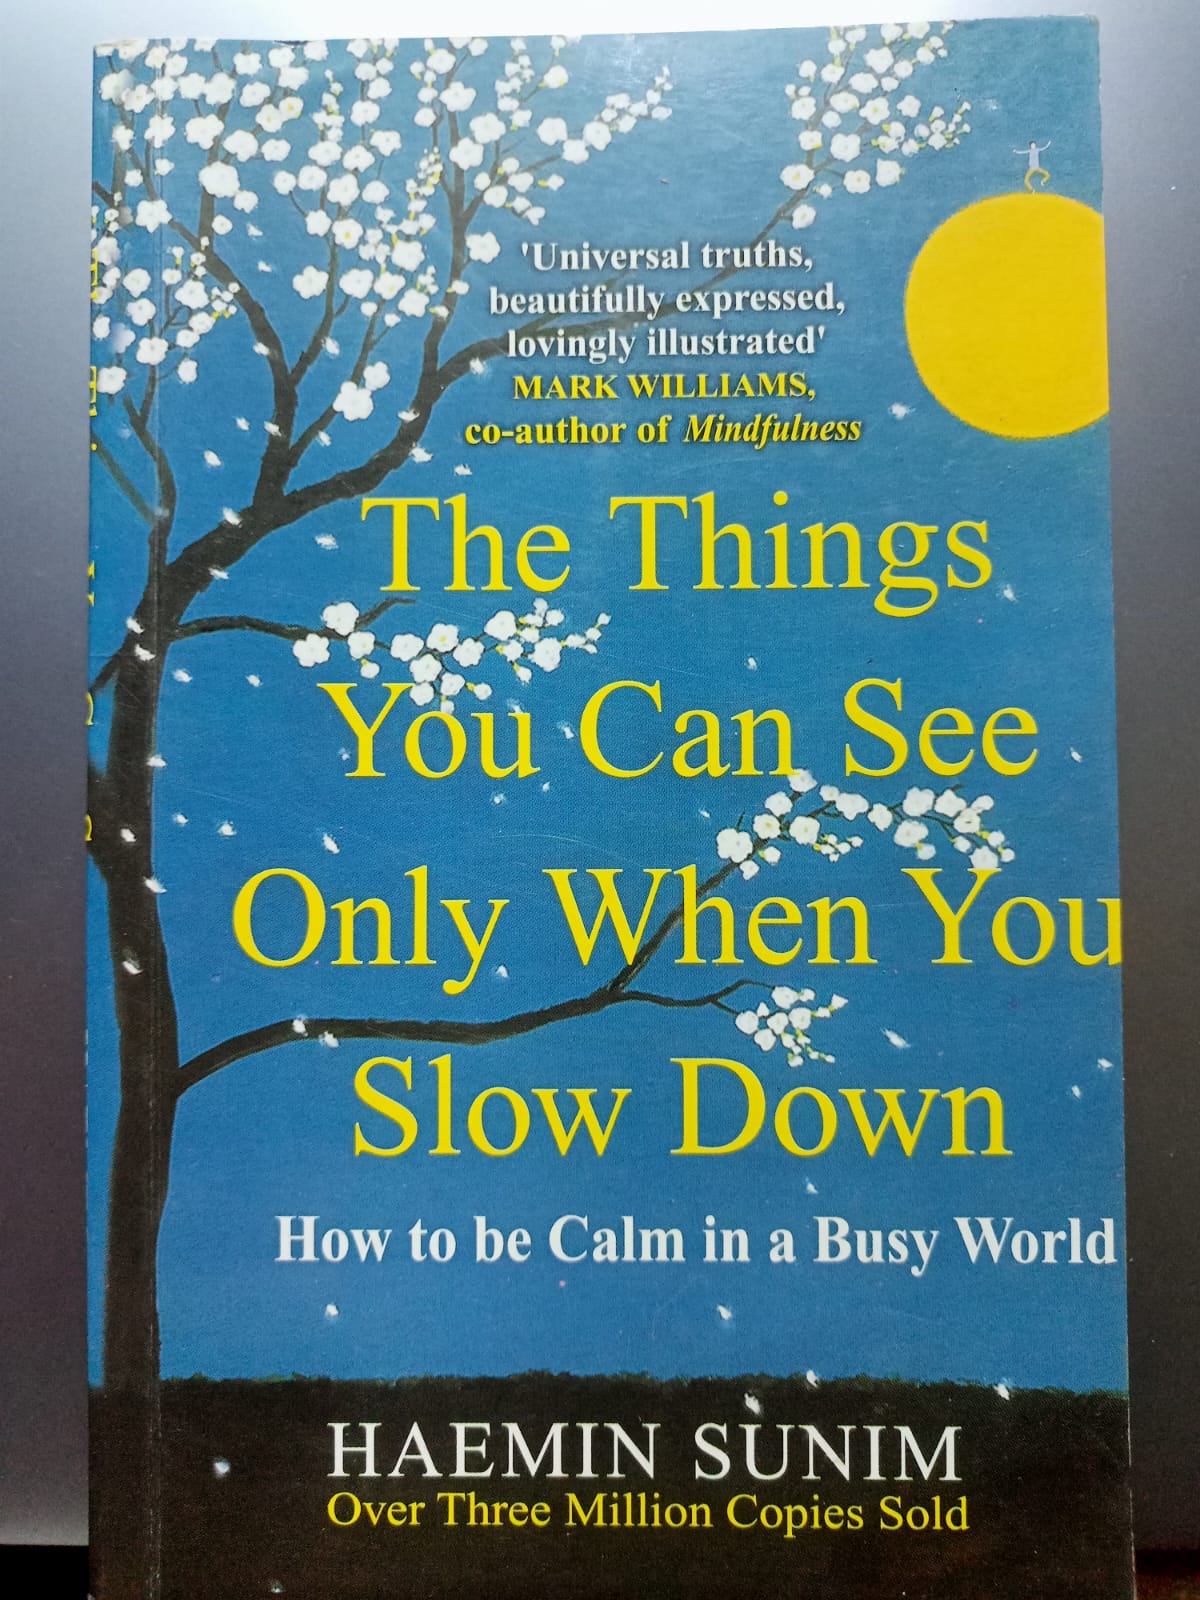 'Universal truths,
beautifully expressed,
lovingly illustrated'
MARK WILLIAMS,
co-author of Mindfulness
The Things
You Can See
Only When You
Slow Down
How to be Calm in a Busy World
HAEMIN SUNIM
Over Three Million Copies Sold